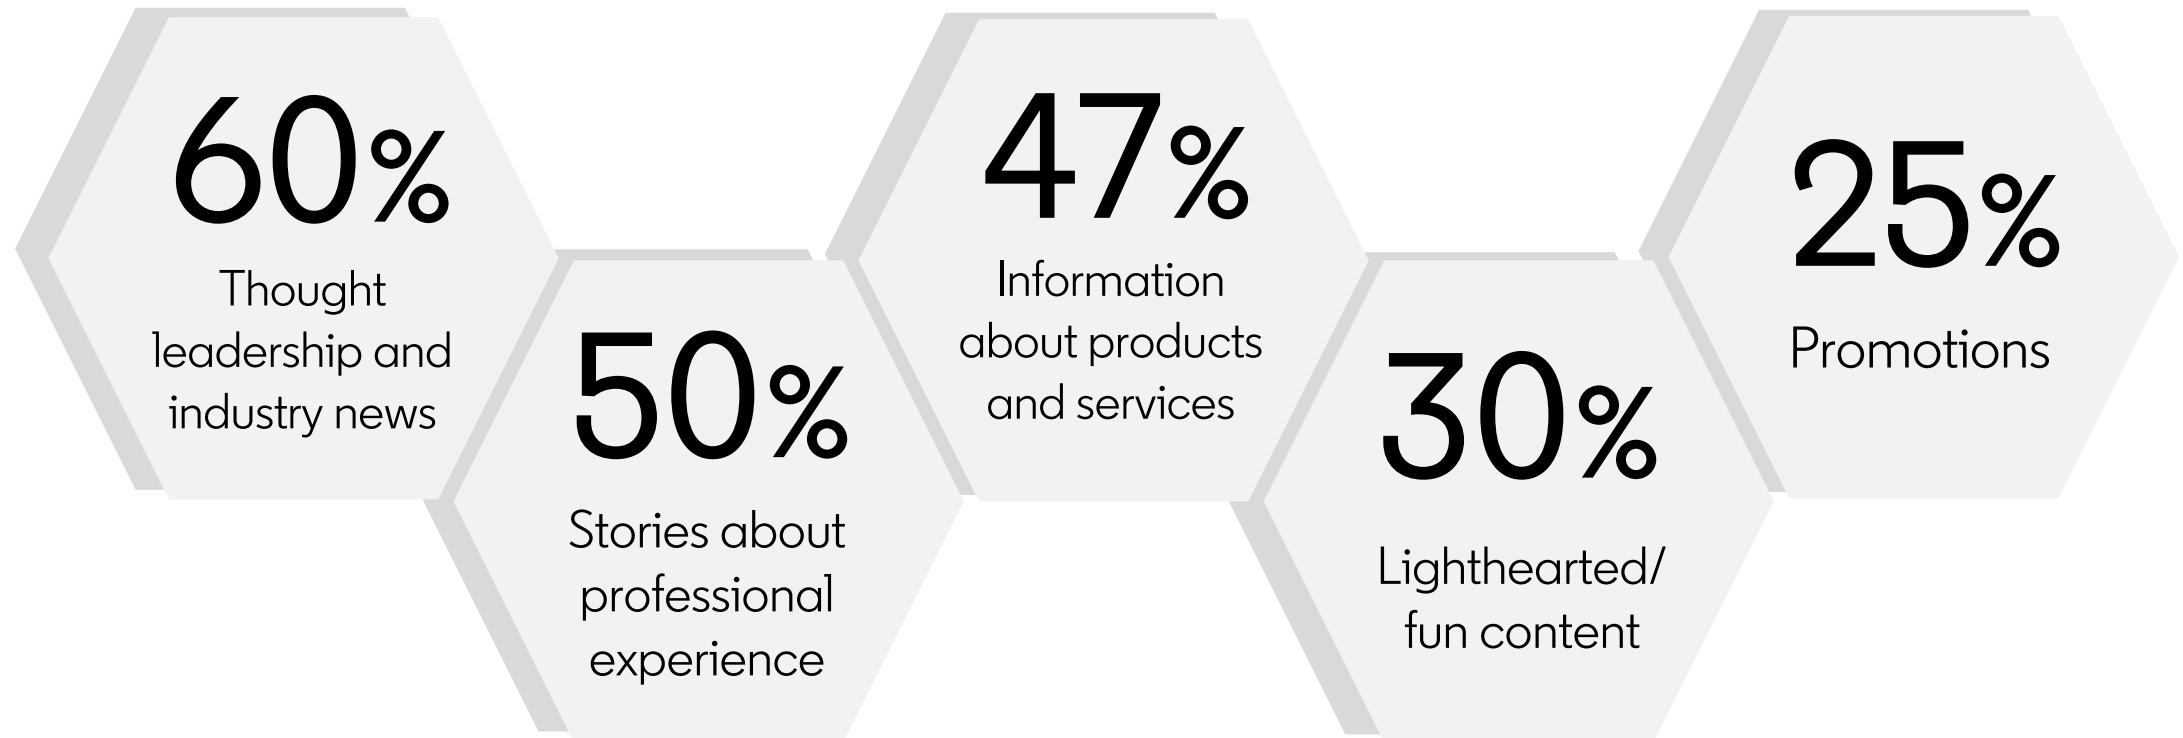 60%
Thought
leadership and
industry news
50%
Stories about
professional
experience
47%
Information
about products
and services
30%
Lighthearted/
fun content
25%
Promotions